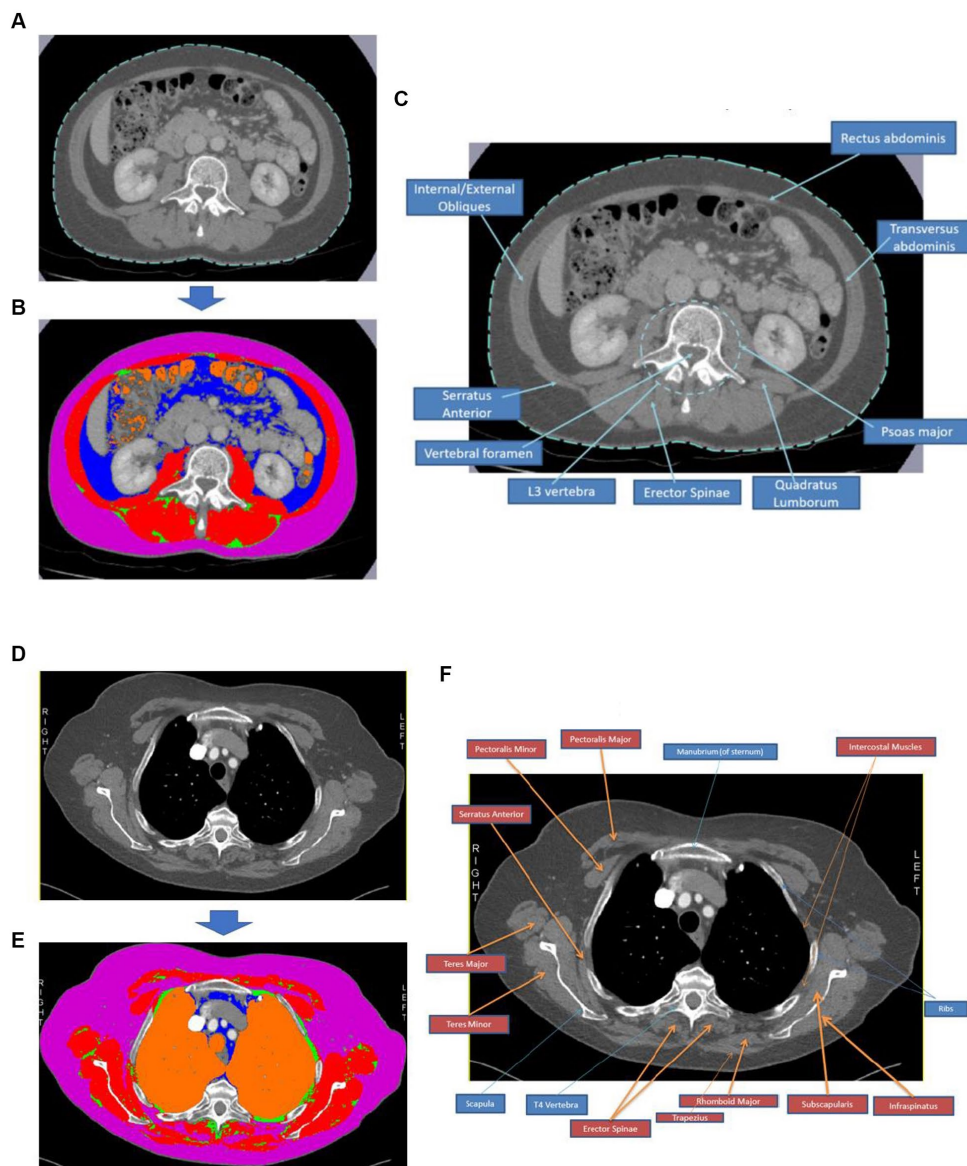 A
B
C
Rectus abdominis
Internal/External
Obliques
Transversus
abdominis
Serratus
Anterior
Psoas major
Vertebral foramen
L3 vertebra
Erector Spinae
Quadratus
Lumborum
D
RIGHT
LEFT
E
RIGHT
LEFT
F
Pectoralis Minor
Pectoralis Major
Manubrium (of sternum)
Intercostal Muscles
Serratus Anterior
RIGHT
LEFT
Teres Major
Teres Minor
Ribs
Scapula
T4 Vertebra
Erector Spinae
Trapezius
Rhomboid Major
Subscapularis
Infraspinatus